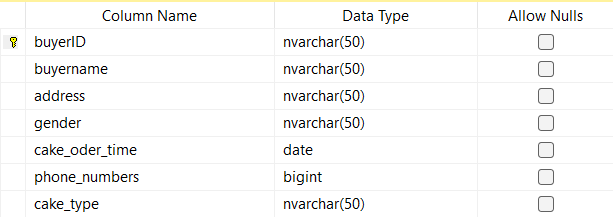 Column Name Data Type Allow Nulls
buyerID nvarchar(50)
buyername nvarchar(50)
address nvarchar(50)
gender nvarchar(50)
cake_oder_time date
phone_numbers bigint
cake_type nvarchar(50)